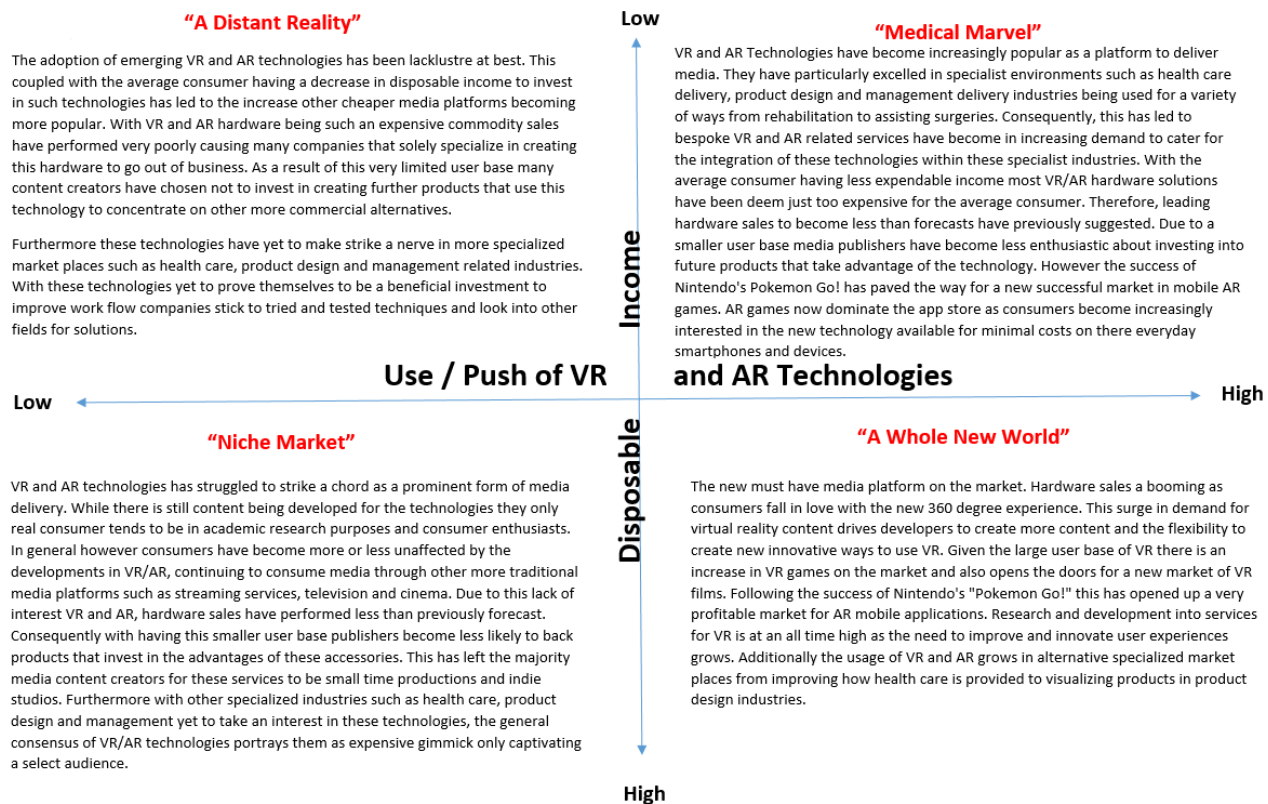 Low
“A Distant Reality”
The adoption of emerging VR and AR technologies has been lacklustre at best. This
coupled with the average consumer having a decrease in disposable income to invest
in such technologies has led to the increase other cheaper media platforms becoming
more popular. With VR and AR hardware being such an expensive commodity sales
have performed very poorly causing many companies that solely specialize in creating
this hardware to go out of business. As a result of this very limited user base many
content creators have chosen not to invest in creating further products that use this
technology to concentrate on other more commercial alternatives.
Furthermore these technologies have yet to make strike a nerve in more specialized
market places such as health care, product design and management related industries.
With these technologies yet to prove themselves to be a beneficial investment to
improve work flow companies stick to tried and tested techniques and look into other
fields for solutions.
“Medical Marvel”
VR and AR Technologies have become increasingly popular as a platform to deliver
media. They have particularly excelled in specialist environments such as health care
delivery, product design and management delivery industries being used for a variety
of ways from rehabilitation to assisting surgeries. Consequently, this has led to
bespoke VR and AR related services have become in increasing demand to cater for
the integration of these technologies within these specialist industries. With the
average consumer having less expendable income most VR/AR hardware solutions
have been deem just too expensive for the average consumer. Therefore, leading
hardware sales to become less than forecasts have previously suggested. Due to a
smaller user base media publishers have become less enthusiastic about investing into
future products that take advantage of the technology. However the success of
Nintendo's Pokemon Go! has paved the way for a new successful market in mobile AR
games. AR games now dominate the app store as consumers become increasingly
interested in the new technology available for minimal costs on there everyday
smartphones and devices.
Disposable Income
Use / Push of VR and AR Technologies
Low
High
“Niche Market”
VR and AR technologies has struggled to strike a chord as a prominent form of media
delivery. While there is still content being developed for the technologies they only
real consumer tends to be in academic research purposes and consumer enthusiasts.
In general however consumers have become more or less unaffected by the
developments in VR/AR, continuing to consume media through other more traditional
media platforms such as streaming services, television and cinema. Due to this lack of
interest VR and AR, hardware sales have performed less than previously forecast.
Consequently with having this smaller user base publishers become less likely to back
products that invest in the advantages of these accessories. This has left the majority
media content creators for these services to be small time productions and indie
studios. Furthermore with other specialized industries such as health care, product
design and management yet to take an interest in these technologies, the general
consensus of VR/AR technologies portrays them as expensive gimmick only captivating
a select audience.
“A Whole New World”
The new must have media platform on the market. Hardware sales a booming as
consumers fall in love with the new 360 degree experience. This surge in demand for
virtual reality content drives developers to create more content and the flexibility to
create new innovative ways to use VR. Given the large user base of VR there is an
increase in VR games on the market and also opens the doors for a new market of VR
films. Following the success of Nintendo's "Pokemon Go!" this has opened up a very
profitable market for AR mobile applications. Research and development into services
for VR is at an all time high as the need to improve and innovate user experiences
grows. Additionally the usage of VR and AR grows in alternative specialized market
places from improving how health care is provided to visualizing products in product
design industries.
High